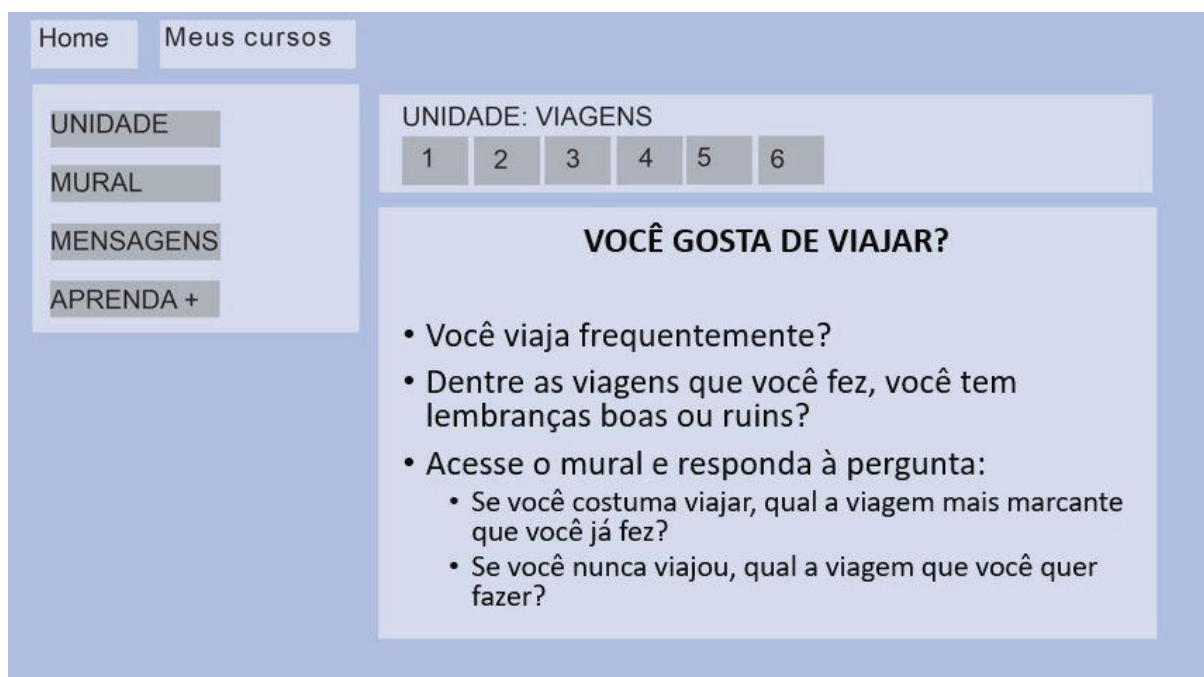 Home Meus cursos
UNIDADE
MURAL
MENSAGENS
APRENDA +
UNIDADE: VIAGENS
1 2 3 4 5 6
VOCÊ GOSTA DE VIAJAR?
• Você viaja frequentemente?
• Dentre as viagens que você fez, você tem
lembranças boas ou ruins?
• Acesse o mural e responda à pergunta:
• Se você costuma viajar, qual a viagem mais marcante
que você já fez?
• Se você nunca viajou, qual a viagem que você quer
fazer?